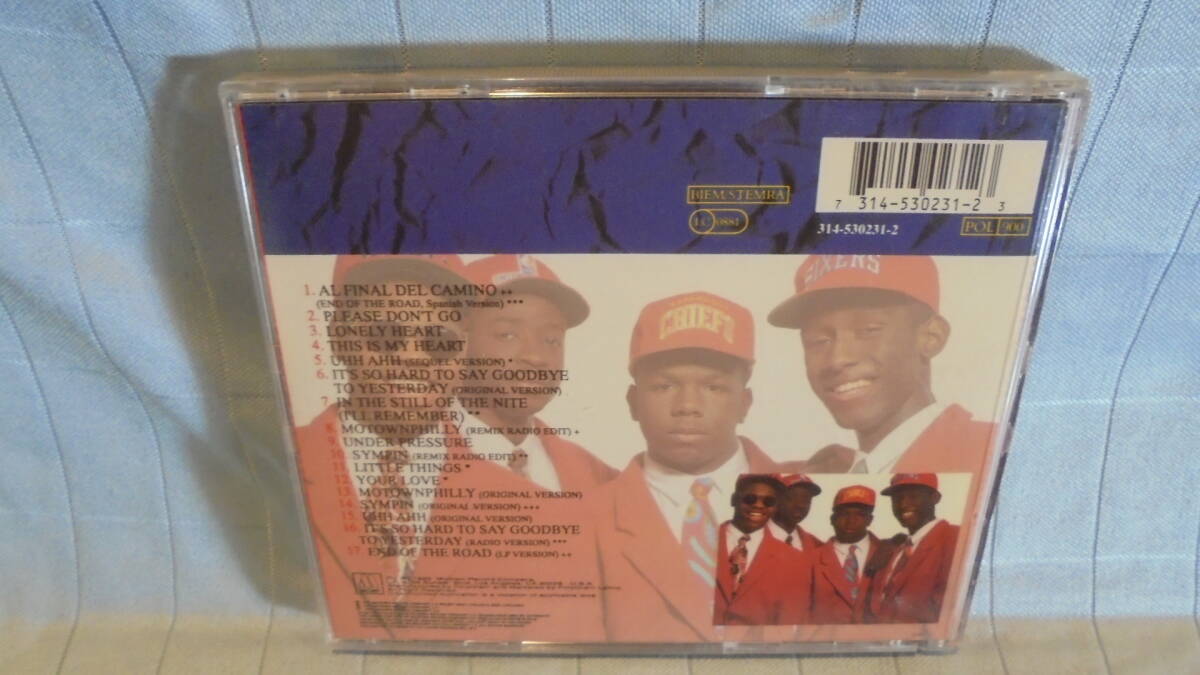 BIEM/STEMRA
LC 0881
7 314-530231-2 3
314-530231-2
POL 900
SIXERS
CHIEFS
1. AL FINAL DEL CAMINO ++
(END OF THE ROAD, Spanish Version) ***
2. PLEASE DON'T GO
3. LONELY HEART
4. THIS IS MY HEART
5. UHH AHH (SEQUEL VERSION) *
6. IT'S SO HARD TO SAY GOODBYE
TO YESTERDAY (ORIGINAL VERSION)
7. IN THE STILL OF THE NITE
(I'LL REMEMBER) **
8. MOTOWNPHILLY (REMIX RADIO EDIT) +
9. UNDER PRESSURE
10. SYMPIN (REMIX RADIO EDIT) **
11. LITTLE THINGS *
12. YOUR LOVE *
13. MOTOWNPHILLY (ORIGINAL VERSION)
14. SYMPIN (ORIGINAL VERSION) +++
15. UHH AHH (ORIGINAL VERSION)
16. IT'S SO HARD TO SAY GOODBYE
TO YESTERDAY (RADIO VERSION) ***
17. END OF THE ROAD (LP VERSION) ++